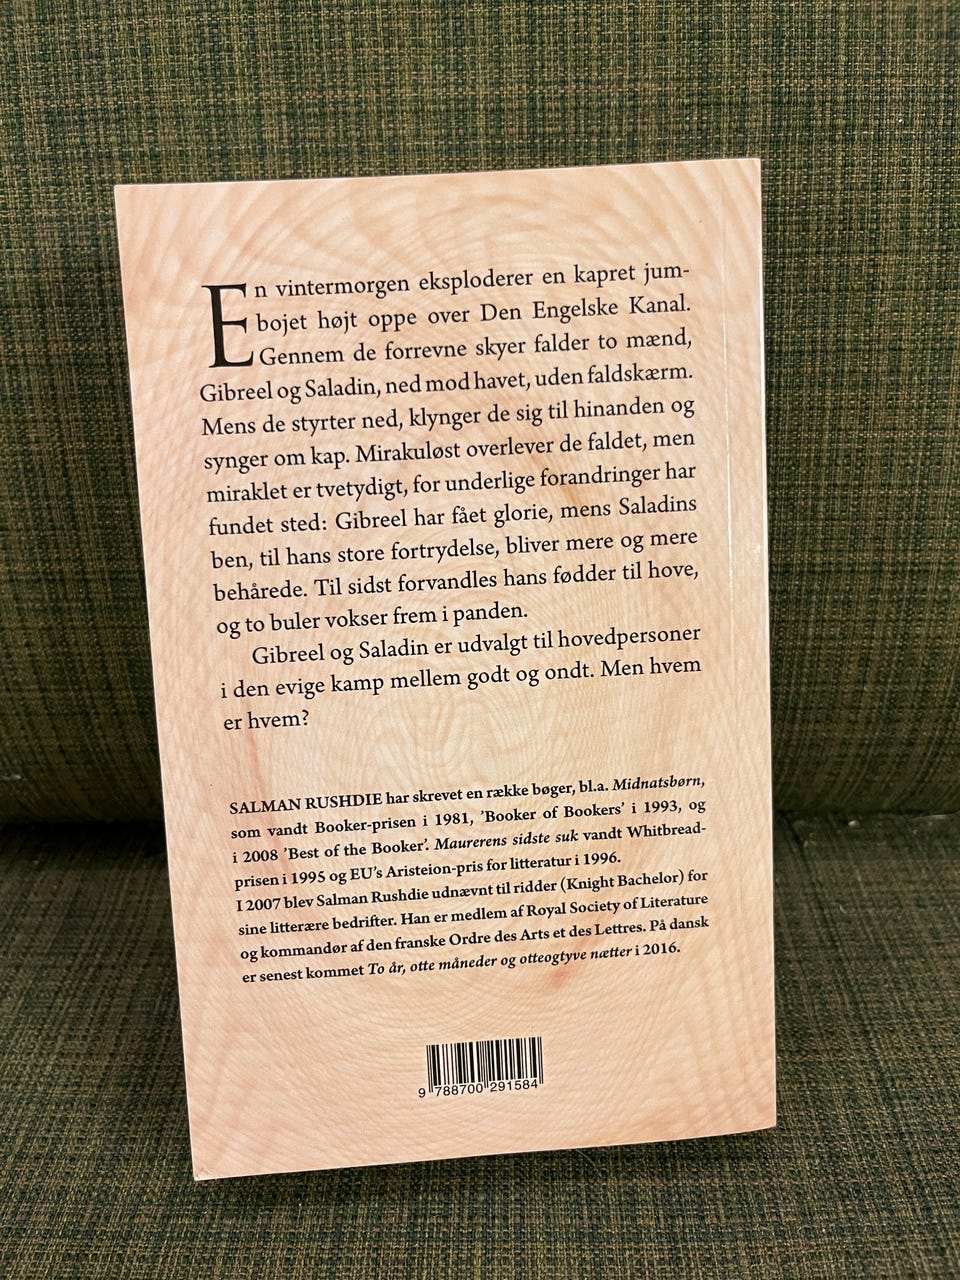 En vintermorgen eksploderer en kapret jum-
bojet højt oppe over Den Engelske Kanal.
Gennem de forrevne skyer falder to mænd,
Gibreel og Saladin, ned mod havet, uden faldskærm.
Mens de styrter ned, klynger de sig til hinanden og
synger om kap. Mirakuløst overlever de faldet, men
miraklet er tvetydigt, for underlige forandringer har
fundet sted: Gibreel har fået glorie, mens Saladins
ben, til hans store fortrydelse, bliver mere og mere
behårede. Til sidst forvandles hans fødder til hove,
og to buler vokser frem i panden.
Gibreel og Saladin er udvalgt til hovedpersoner
i den evige kamp mellem godt og ondt. Men hvem
er hvem?
SALMAN RUSHDIE har skrevet en række bøger, bl.a. Midnatsbørn,
som vandt Booker-prisen i 1981, ’Booker of Bookers’ i 1993, og
i 2008 ’Best of the Booker’. Maurerens sidste suk vandt Whitbread-
prisen i 1995 og EU’s Aristeion-pris for litteratur i 1996.
I 2007 blev Salman Rushdie udnævnt til ridder (Knight Bachelor) for
sine litterære bedrifter. Han er medlem af Royal Society of Literature
og kommandør af den franske Ordre des Arts et des Lettres. På dansk
er senest kommet To år, otte måneder og otteogtyve nætter i 2016.
9 788700 291584